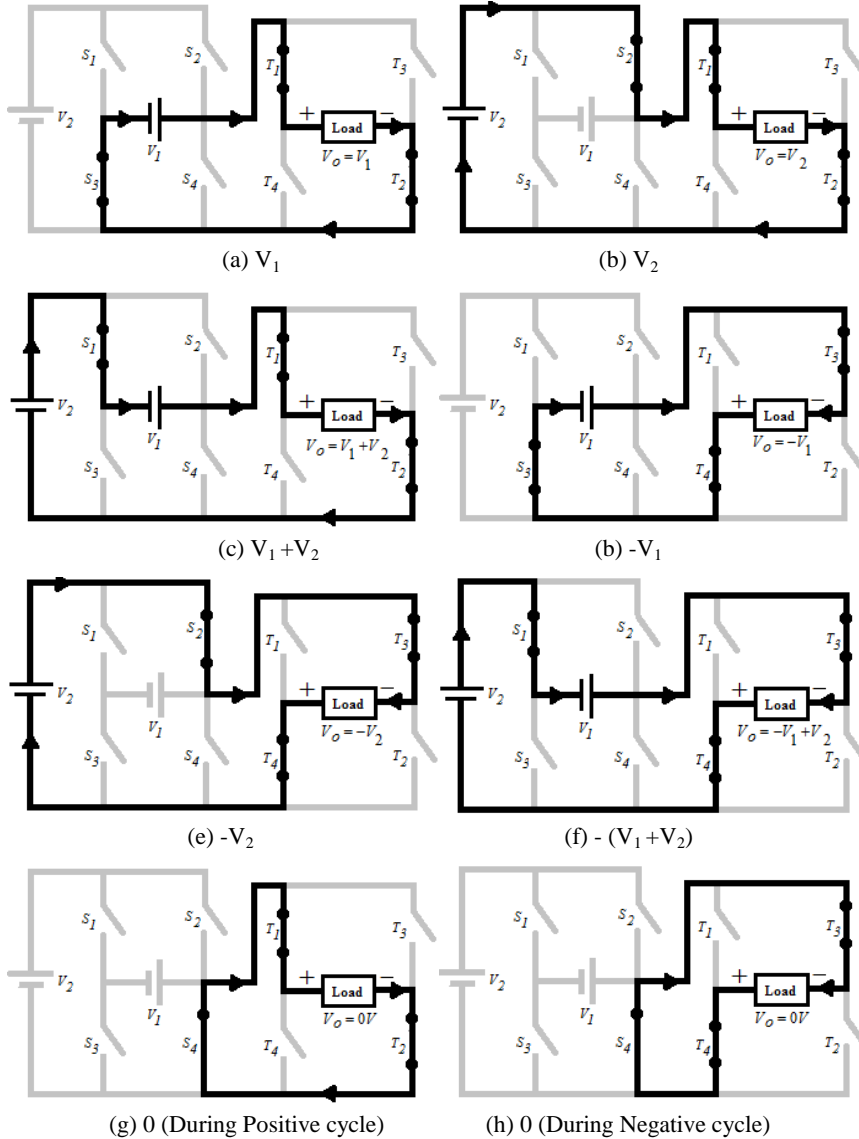 S1 S2 V2 T1 T3 + Load − Vo = V1 V1 S3 S4 T4 T2
(a) V1
S1 S2 V2 T1 T3 + Load − Vo = V2 V1 S3 S4 T4 T2
(b) V2
S1 S2 V2 T1 T3 + Load − Vo = V1 + V2 V1 S3 S4 T4 T2
(c) V1 +V2
S1 S2 V2 T1 T3 + Load − Vo = −V1 V1 S3 S4 T4 T2
(b) -V1
S1 S2 V2 T1 T3 + Load − Vo = −V2 V1 S3 S4 T4 T2
(e) -V2
S1 S2 V2 T1 T3 + Load − Vo = −V1 + V2 V1 S3 S4 T4 T2
(f) - (V1 +V2)
S1 S2 V2 T1 T3 + Load − Vo = 0V V1 S3 S4 T4 T2
(g) 0 (During Positive cycle)
S1 S2 V2 T1 T3 + Load − Vo = 0V V1 S3 S4 T4 T2
(h) 0 (During Negative cycle)